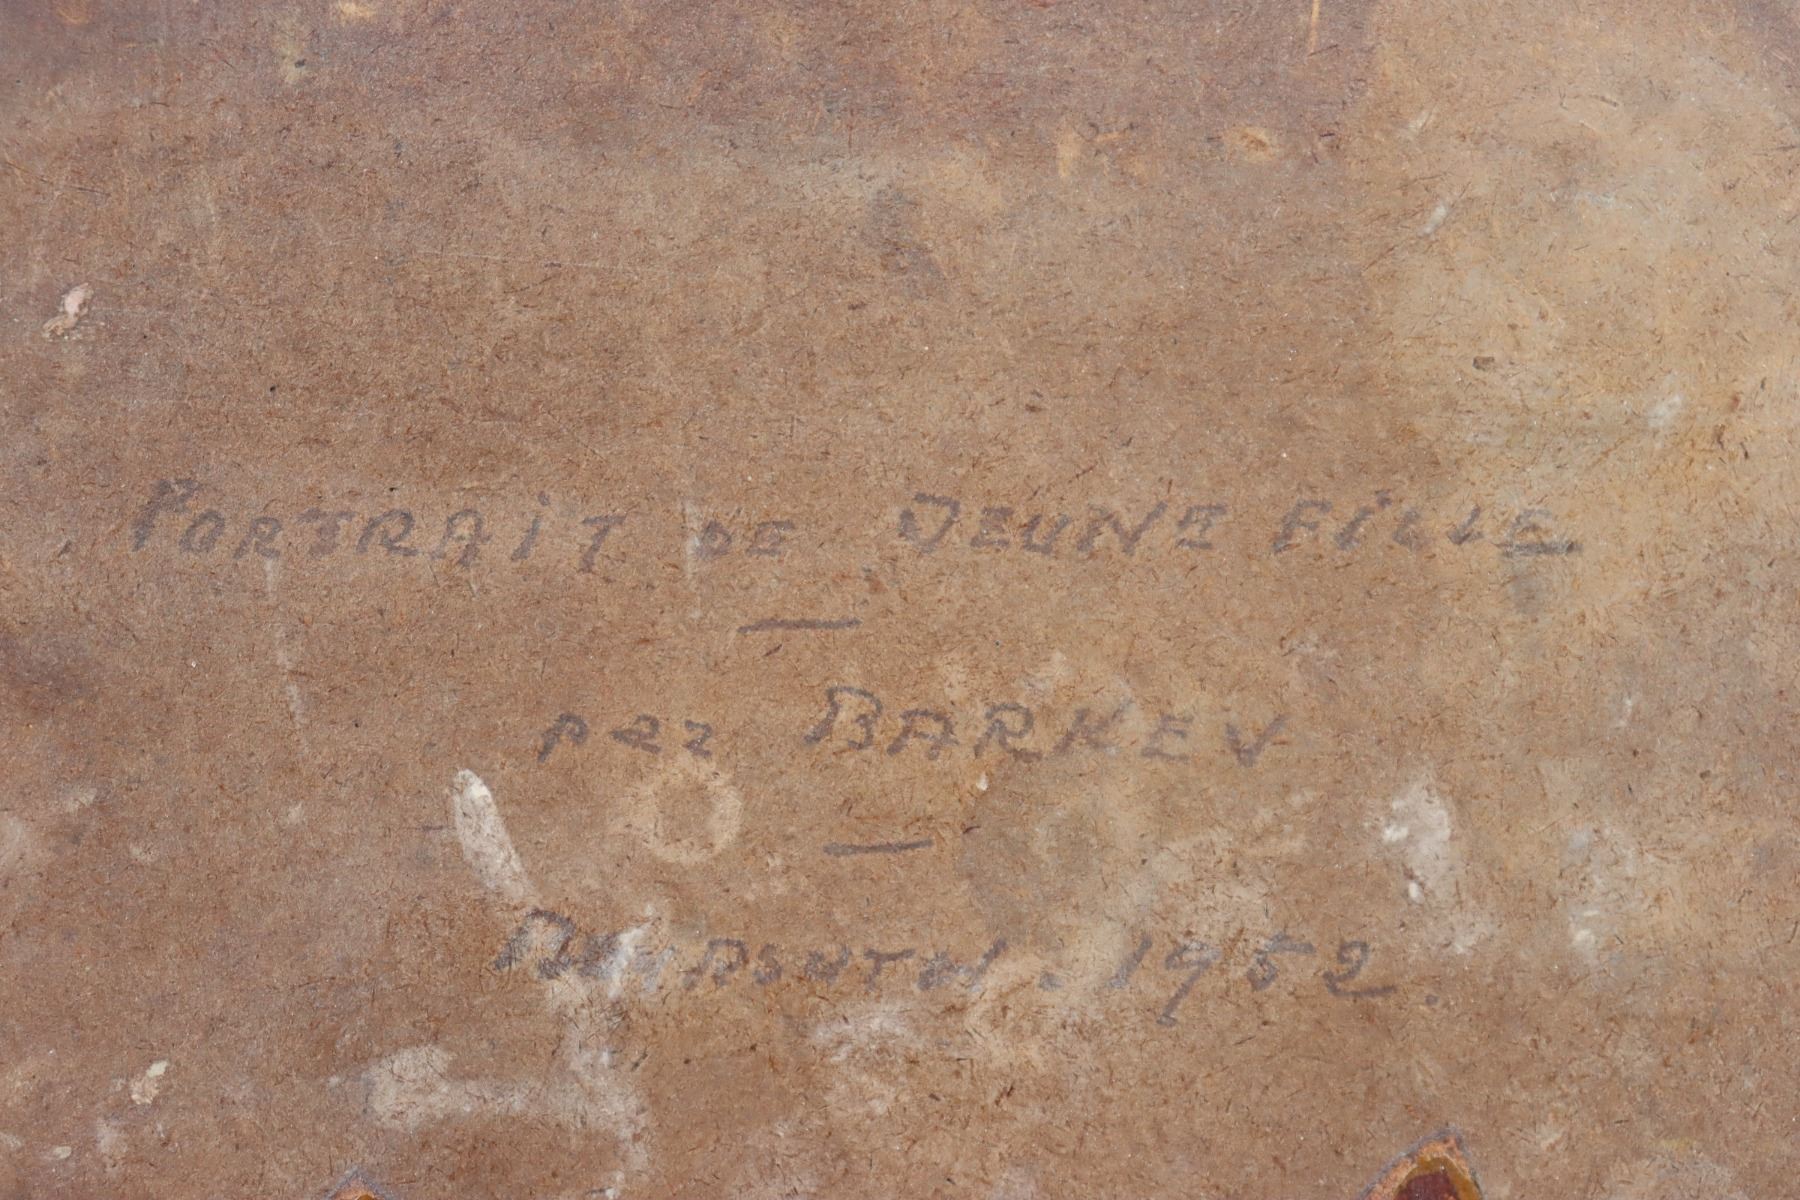 PORTRAIT DE JEUNE FILLE
—
par BARKEV
—
1952.